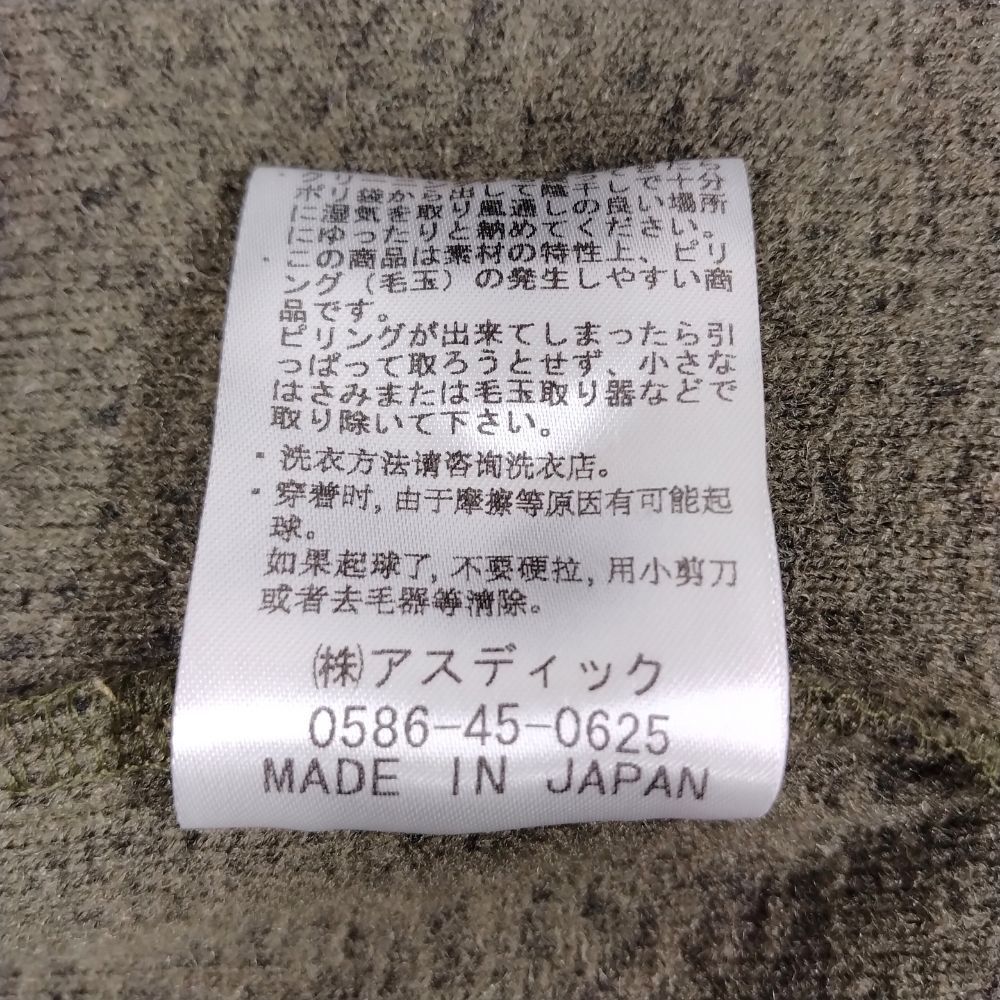 ポリ袋から出して陰干しで十分
に湿気を取り風通しの良い場所
にゆったりと納めてください。
・この商品は素材の特性上、ピリ
ング（毛玉）の発生しやすい商
品です。
ピリングが出来てしまったら引
っぱって取ろうとせず、小さな
はさみまたは毛玉取り器などで
取り除いて下さい。
・洗衣方法请咨询洗衣店。
・穿着时,由于摩擦等原因有可能起
球。
如果起球了,不要硬拉,用小剪刀
或者去毛器等清除。
㈱アスディック
0586-45-0625
MADE IN JAPAN